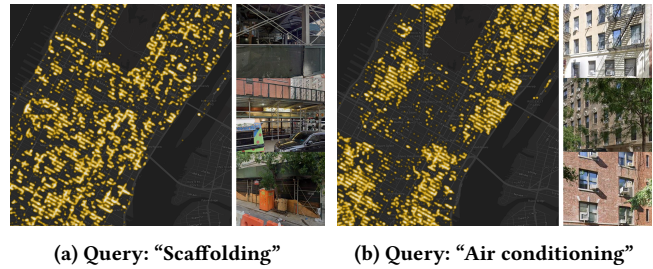 (a) Query: “Scaffolding”
(b) Query: “Air conditioning”